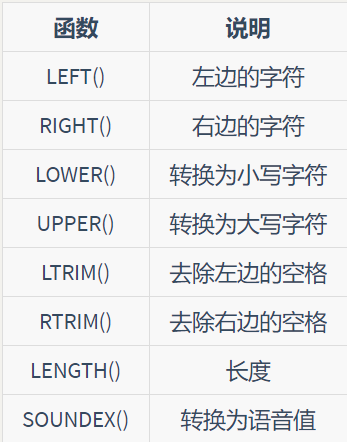 函数 说明
LEFT() 左边的字符
RIGHT() 右边的字符
LOWER() 转换为小写字符
UPPER() 转换为大写字符
LTRIM() 去除左边的空格
RTRIM() 去除右边的空格
LENGTH() 长度
SOUNDEX() 转换为语音值